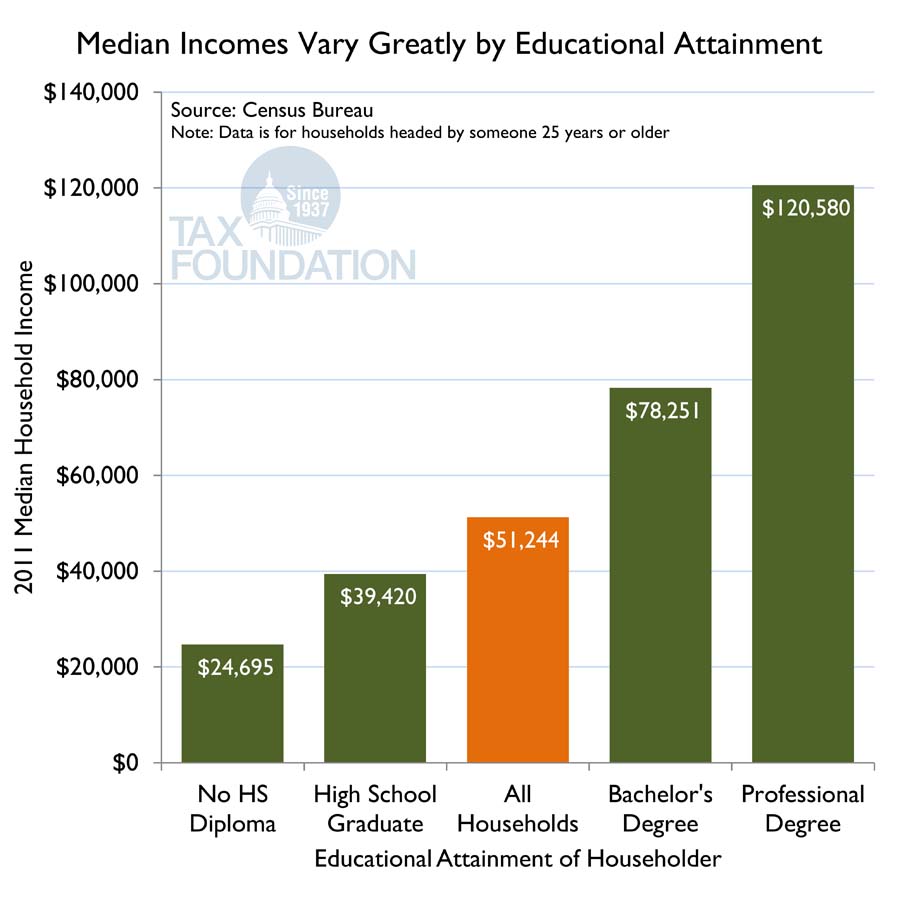 Median Incomes Vary Greatly by Educational Attainment
$140,000
Source: Census Bureau
Note: Data is for households headed by someone 25 years or older
$120,000
Since
1937
TAX
FOUNDATION
$100,000
$80,000
$60,000
$40,000
$20,000
$0
2011 Median Household Income
$24,695
$39,420
$51,244
$78,251
$120,580
No HS
Diploma
High School
Graduate
All
Households
Bachelor's
Degree
Professional
Degree
Educational Attainment of Householder